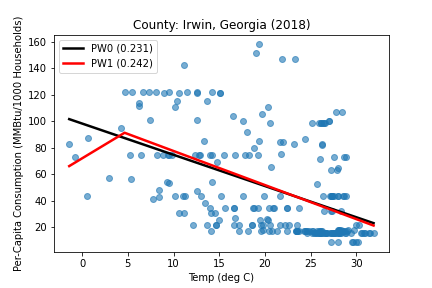 County: Irwin, Georgia (2018)
Per-Capita Consumption (MMBtu/1000 Households)
160
140
120
100
80
60
40
20
PW0 (0.231)
PW1 (0.242)
0 5 10 15 20 25 30
Temp (deg C)